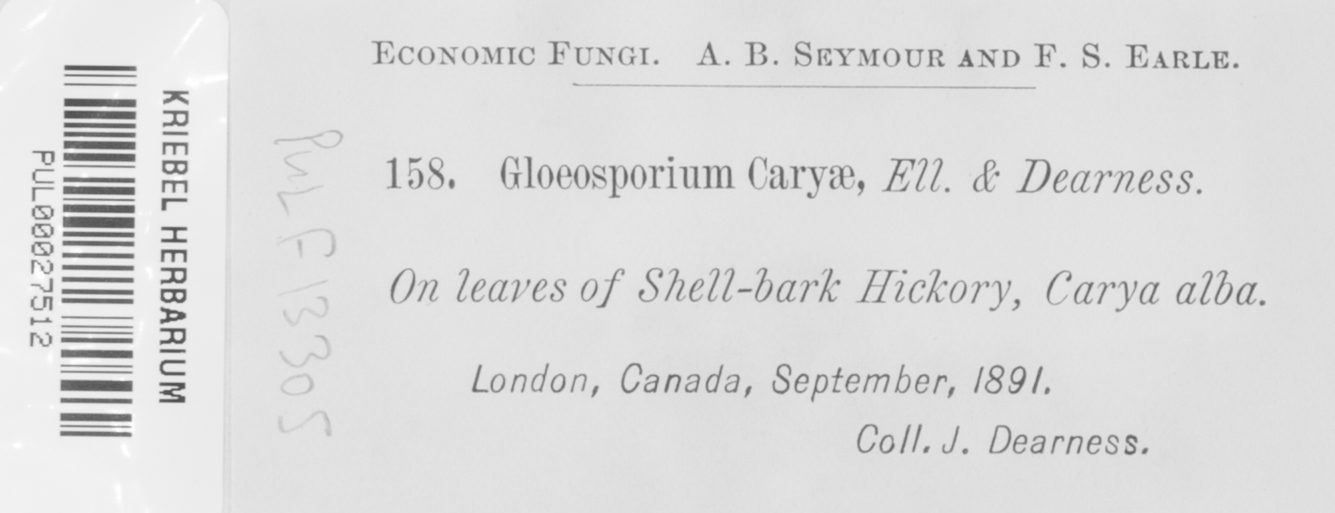 ECONOMIC FUNGI. A. B. SEYMOUR AND F. S. EARLE.
158. Gloeosporium Caryæ, Ell. & Dearness.
On leaves of Shell-bark Hickory, Carya alba.
London, Canada, September, 1891.
Coll. J. Dearness.
PUL F13305
KRIEBEL HERBARIUM
PUL00027512